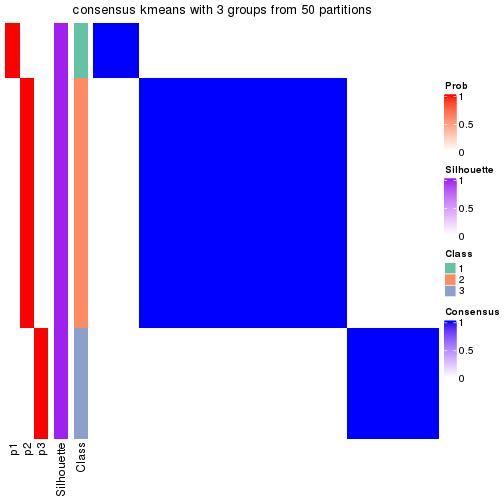 consensus kmeans with 3 groups from 50 partitions
Prob
1
0.5
0
Silhouette
1
0.5
0
Class
1
2
3
Consensus
1
0.5
0
p1
p2
p3
Silhouette
Class